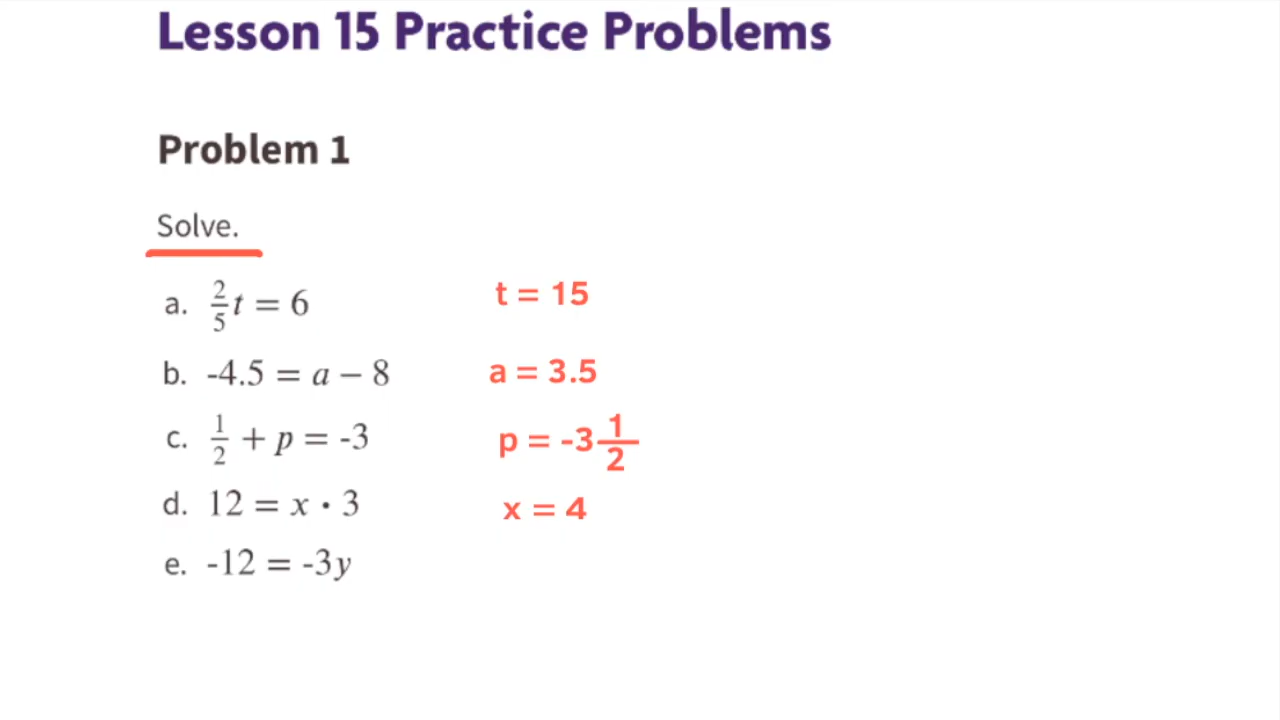 Lesson 15 Practice Problems
Problem 1
Solve.
a. 2/5 t = 6 t = 15
b. -4.5 = a − 8 a = 3.5
c. 1/2 + p = -3 p = -3 1/2
d. 12 = x · 3 x = 4
e. -12 = -3y